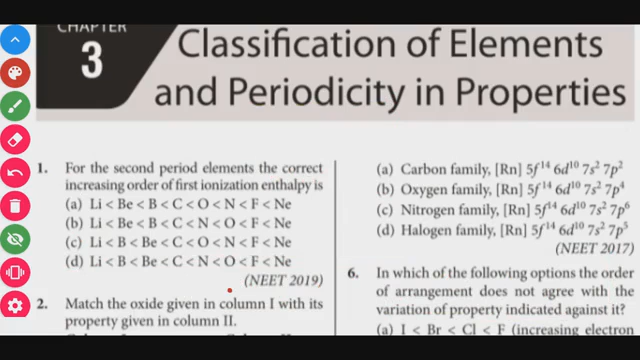 CHAPTER
3
Classification of Elements
and Periodicity in Properties
1. For the second period elements the correct
increasing order of first ionization enthalpy is
(a) Li < Be < B < C < O < N < F < Ne
(b) Li < Be < B < C < N < O < F < Ne
(c) Li < B < Be < C < O < N < F < Ne
(d) Li < B < Be < C < N < O < F < Ne
(NEET 2019)
2. Match the oxide given in column I with its
property given in column II.
(a) Carbon family, [Rn] 5f¹⁴ 6d¹⁰ 7s² 7p²
(b) Oxygen family, [Rn] 5f¹⁴ 6d¹⁰ 7s² 7p⁴
(c) Nitrogen family, [Rn] 5f¹⁴ 6d¹⁰ 7s² 7p⁶
(d) Halogen family, [Rn] 5f¹⁴ 6d¹⁰ 7s² 7p⁵
(NEET 2017)
6. In which of the following options the order
of arrangement does not agree with the
variation of property indicated against it?
(a) I < Br < Cl < F (increasing electron